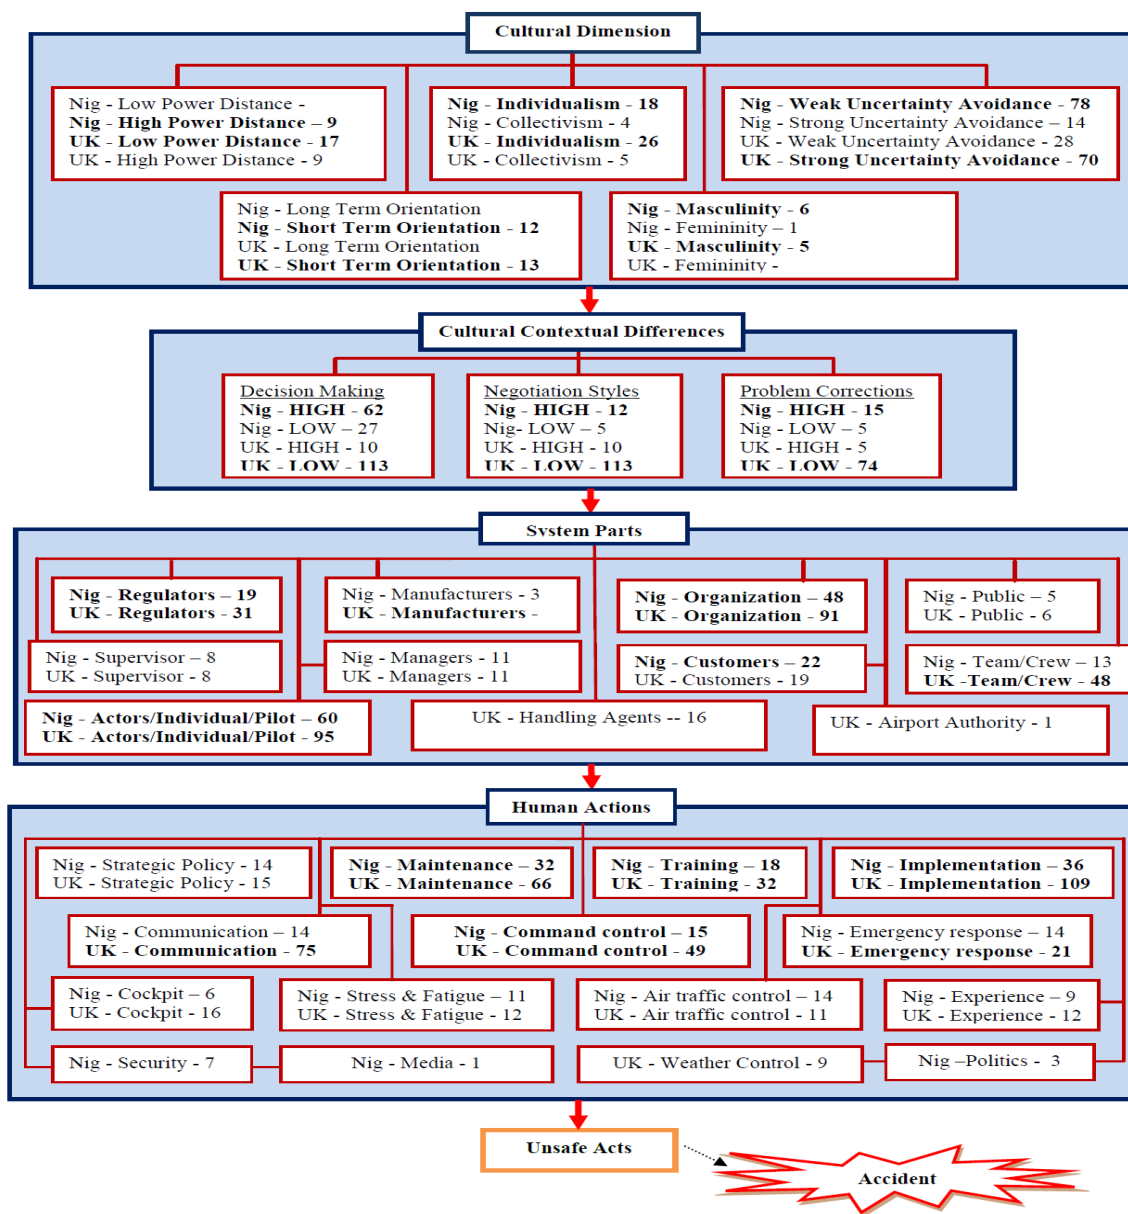 Cultural Dimension
Nig - Low Power Distance -
Nig - High Power Distance – 9
UK - Low Power Distance - 17
UK - High Power Distance - 9
Nig - Individualism - 18
Nig - Collectivism - 4
UK - Individualism - 26
UK - Collectivism - 5
Nig - Weak Uncertainty Avoidance - 78
Nig - Strong Uncertainty Avoidance – 14
UK - Weak Uncertainty Avoidance - 28
UK - Strong Uncertainty Avoidance - 70
Nig - Long Term Orientation
Nig - Short Term Orientation - 12
UK - Long Term Orientation
UK - Short Term Orientation - 13
Nig - Masculinity - 6
Nig - Femininity – 1
UK - Masculinity - 5
UK - Femininity -
Cultural Contextual Differences
Decision Making
Nig - HIGH - 62
Nig - LOW – 27
UK - HIGH - 10
UK - LOW - 113
Negotiation Styles
Nig - HIGH - 12
Nig- LOW – 5
UK - HIGH - 10
UK - LOW - 113
Problem Corrections
Nig - HIGH - 15
Nig - LOW – 5
UK - HIGH - 5
UK - LOW - 74
System Parts
Nig - Regulators – 19
UK - Regulators - 31
Nig - Manufacturers - 3
UK - Manufacturers -
Nig - Organization – 48
UK - Organization - 91
Nig - Public – 5
UK - Public - 6
Nig - Supervisor – 8
UK - Supervisor - 8
Nig - Managers - 11
UK - Managers - 11
Nig - Customers – 22
UK - Customers - 19
Nig - Team/Crew – 13
UK -Team/Crew - 48
Nig - Actors/Individual/Pilot – 60
UK - Actors/Individual/Pilot - 95
UK - Handling Agents -- 16
UK - Airport Authority - 1
Human Actions
Nig - Strategic Policy - 14
UK - Strategic Policy - 15
Nig - Maintenance – 32
UK - Maintenance - 66
Nig - Training – 18
UK - Training - 32
Nig - Implementation – 36
UK - Implementation - 109
Nig - Communication – 14
UK - Communication - 75
Nig - Command control – 15
UK - Command control - 49
Nig - Emergency response – 14
UK - Emergency response - 21
Nig - Cockpit – 6
UK - Cockpit - 16
Nig - Stress & Fatigue – 11
UK - Stress & Fatigue - 12
Nig - Air traffic control – 14
UK - Air traffic control - 11
Nig - Experience – 9
UK - Experience - 12
Nig - Security - 7
Nig - Media - 1
UK - Weather Control - 9
Nig –Politics - 3
Unsafe Acts
Accident